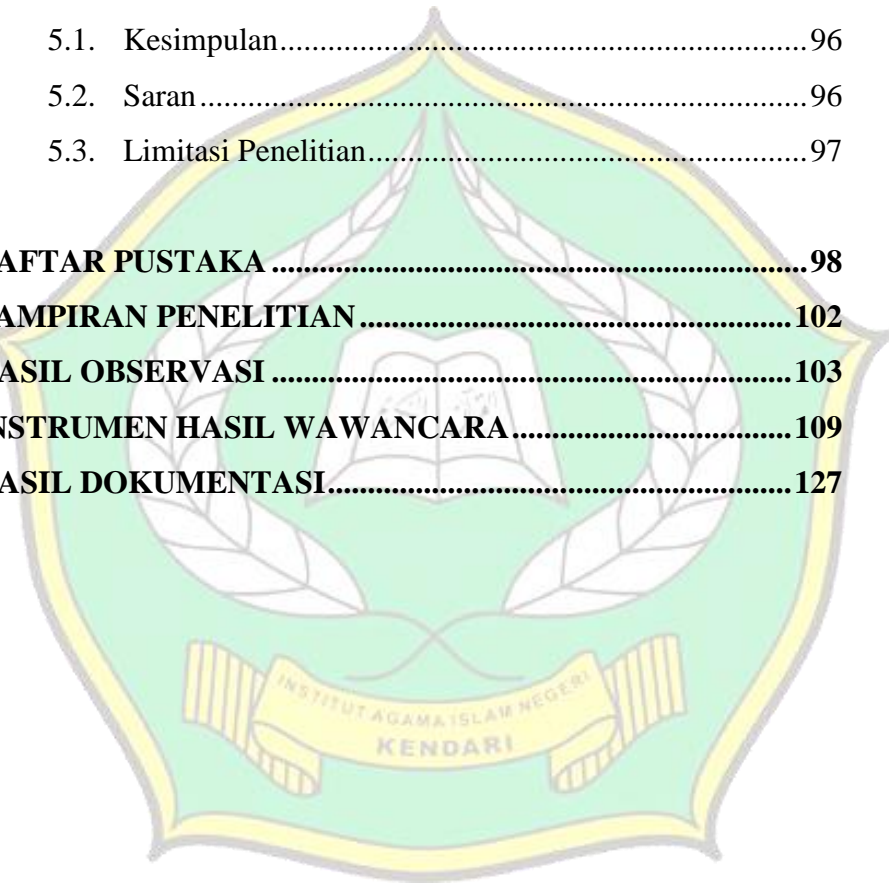 5.1. Kesimpulan....................................................................96
5.2. Saran..............................................................................96
5.3. Limitasi Penelitian.........................................................97
AFTAR PUSTAKA.....................................................................98
AMPIRAN PENELITIAN........................................................102
ASIL OBSERVASI...................................................................103
NSTRUMEN HASIL WAWANCARA....................................109
ASIL DOKUMENTASI............................................................127
INSTITUT AGAMA ISLAM NEGERI
KENDARI